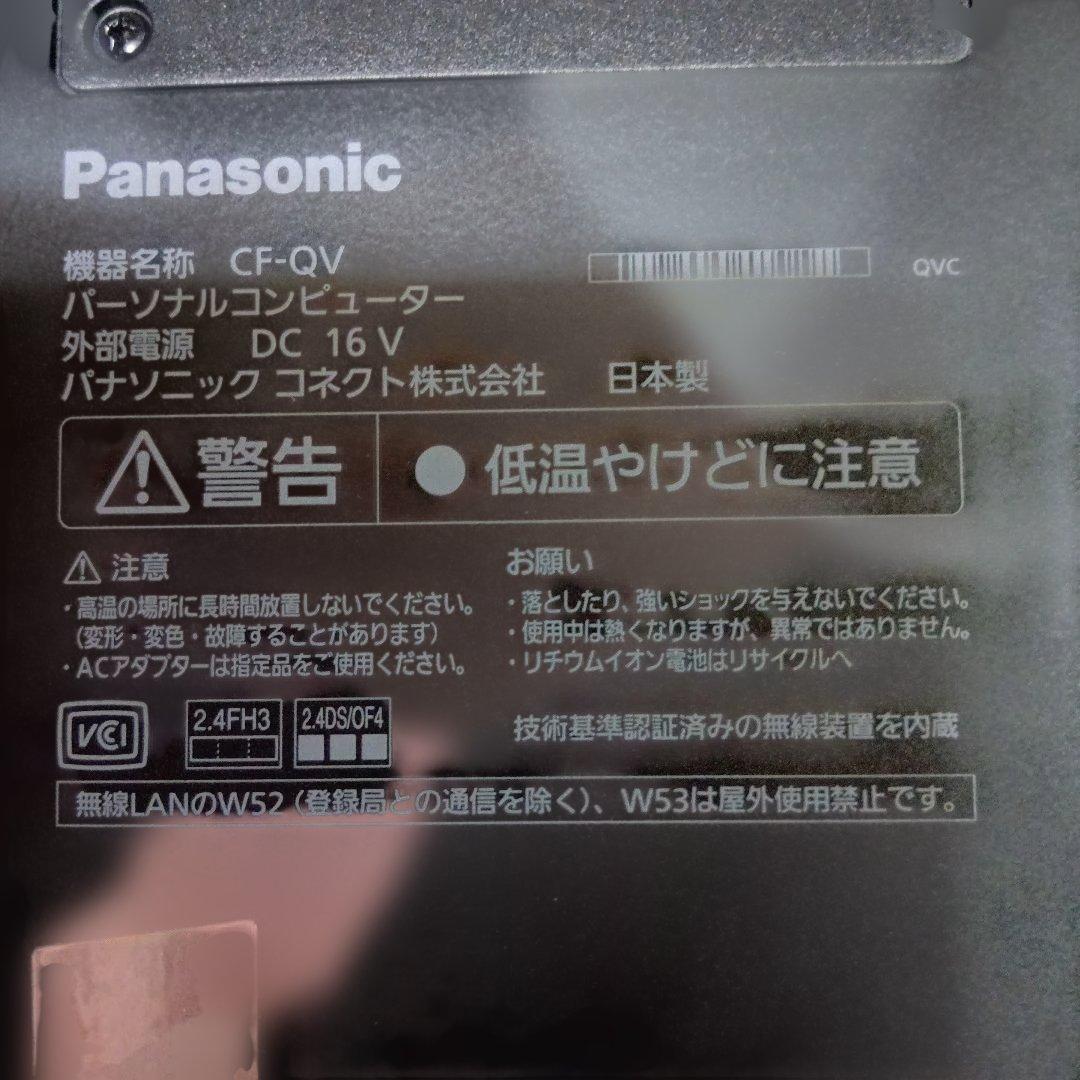 Panasonic
機器名称 CF-QV
QVC
パーソナルコンピューター
外部電源 DC 16 V
パナソニック コネクト株式会社 日本製
警告 ●低温やけどに注意
注意
・高温の場所に長時間放置しないでください。
（変形・変色・故障することがあります）
・ACアダプターは指定品をご使用ください。
お願い
・落としたり、強いショックを与えないでください。
・使用中は熱くなりますが、異常ではありません。
・リチウムイオン電池はリサイクルへ
VCI
2.4FH3
2.4DS/OF4
技術基準認証済みの無線装置を内蔵
無線LANのW52（登録局との通信を除く）、W53は屋外使用禁止です。